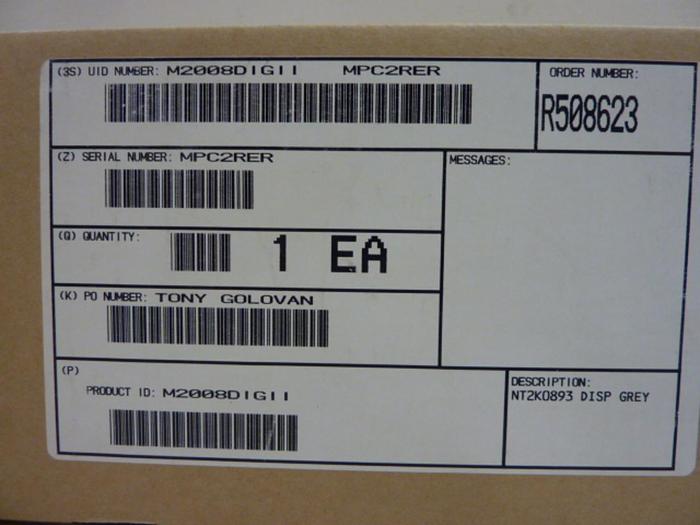 (3S) UID NUMBER: M2008DIGII MPC2RER
ORDER NUMBER:
R508623
(Z) SERIAL NUMBER: MPC2RER
MESSAGES:
(Q) QUANTITY: 1 EA
(K) PO NUMBER: TONY GOLOVAN
(P)
PRODUCT ID: M2008DIGII
DESCRIPTION:
NT2K0893 DISP GREY